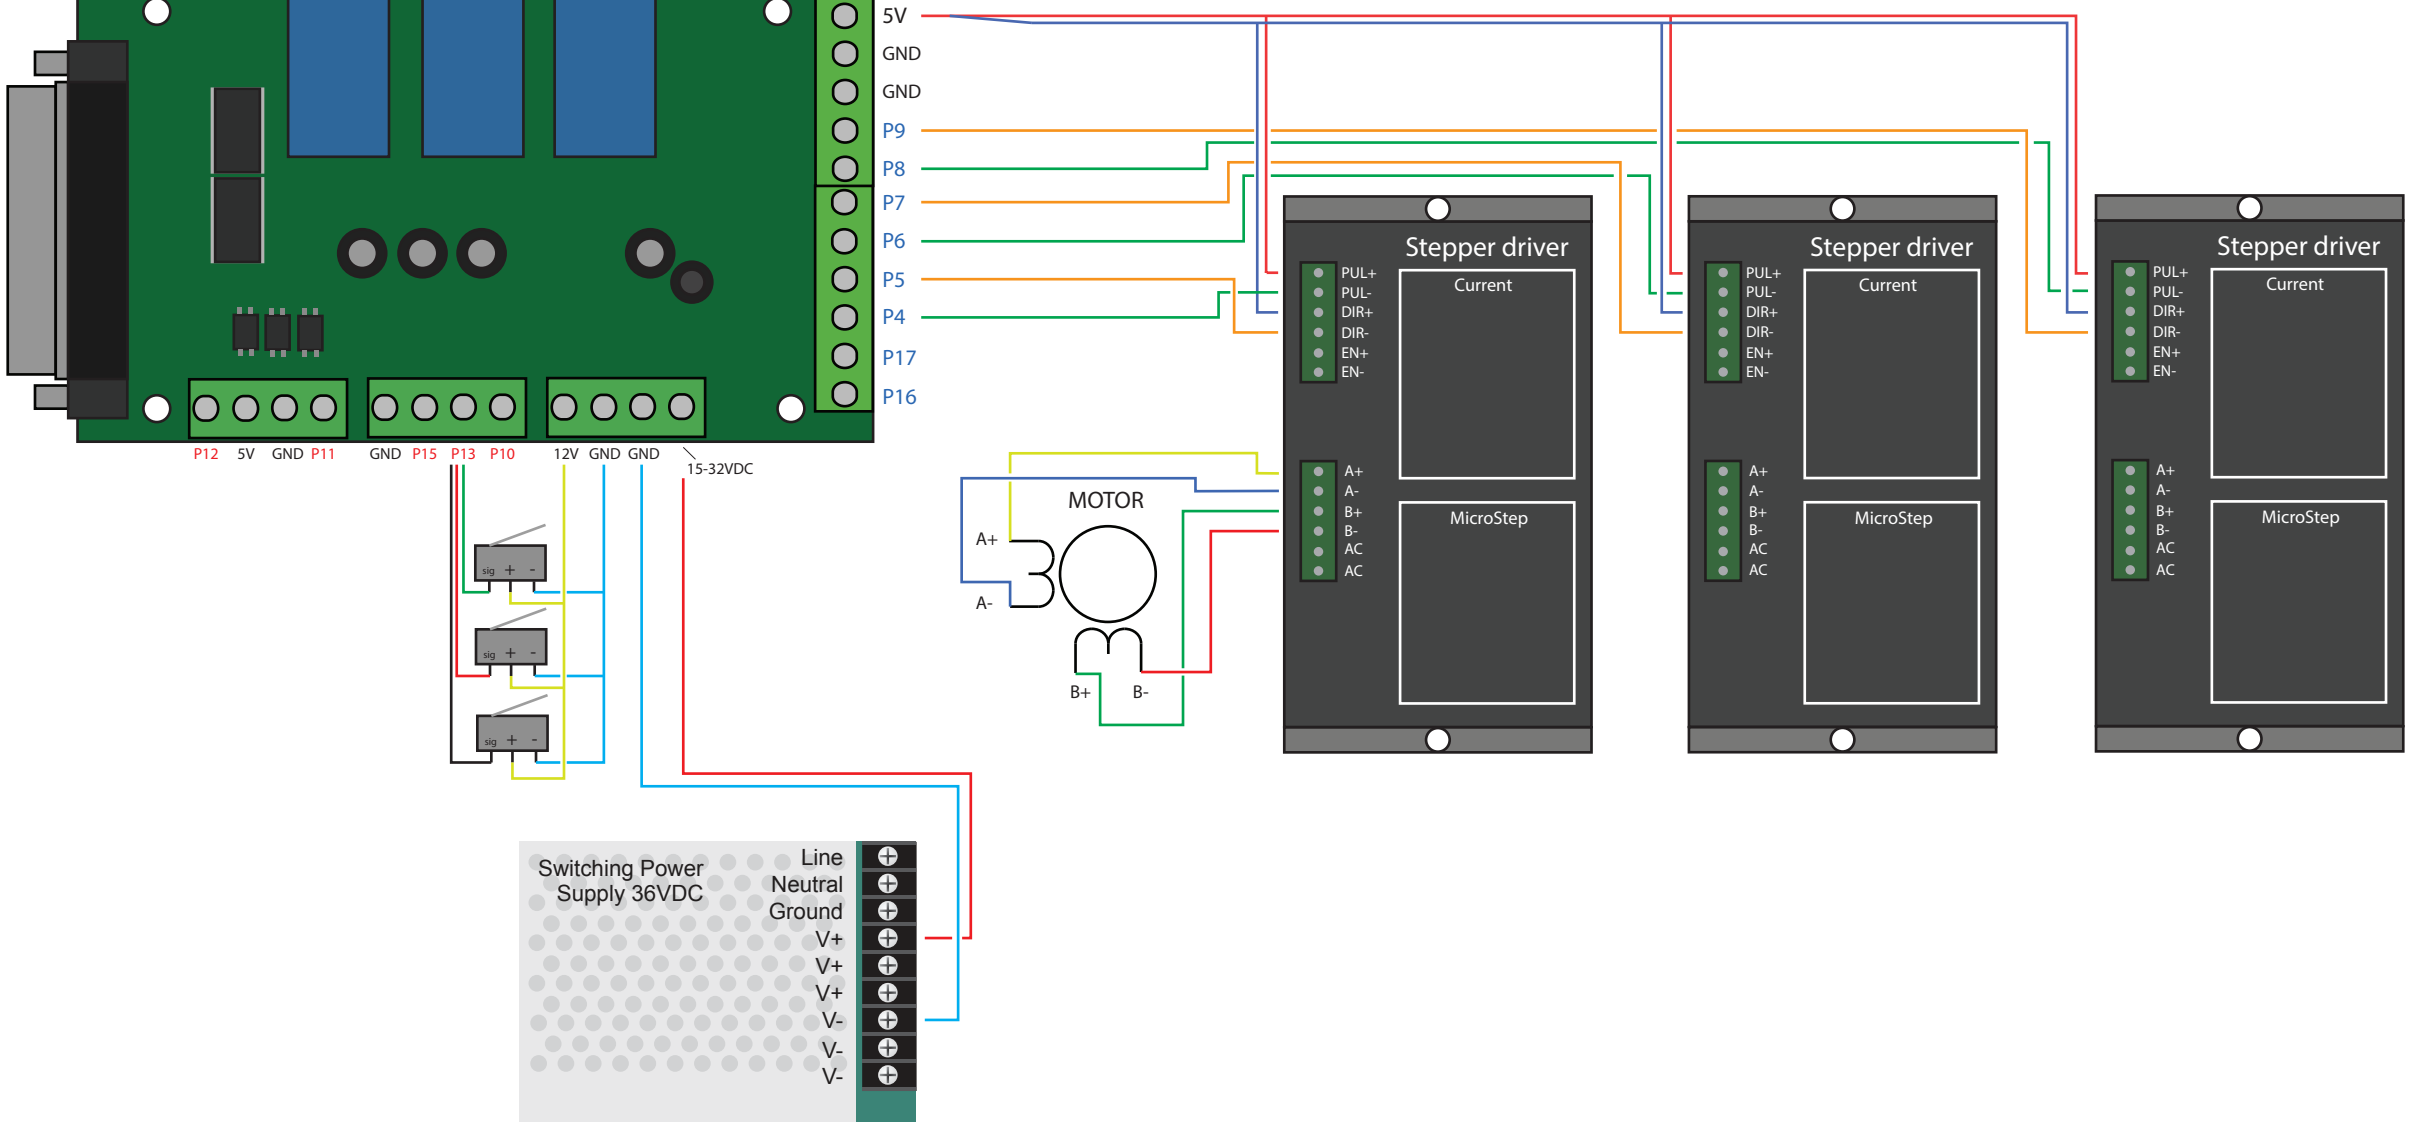 5V
GND
GND
P9
P8
P7
P6
P5
P4
P17
P16
P12 5V GND P11
GND P15 P13 P10
12V GND GND
15-32VDC
sig + -
sig + -
sig + -
MOTOR
A+
A-
B+ B-
Stepper driver
Current
PUL+
PUL-
DIR+
DIR-
EN+
EN-
A+
A-
B+
B-
AC
AC
MicroStep
Stepper driver
Current
PUL+
PUL-
DIR+
DIR-
EN+
EN-
A+
A-
B+
B-
AC
AC
MicroStep
Stepper driver
Current
PUL+
PUL-
DIR+
DIR-
EN+
EN-
A+
A-
B+
B-
AC
AC
MicroStep
Switching Power
Supply 36VDC
Line
Neutral
Ground
V+
V+
V+
V-
V-
V-